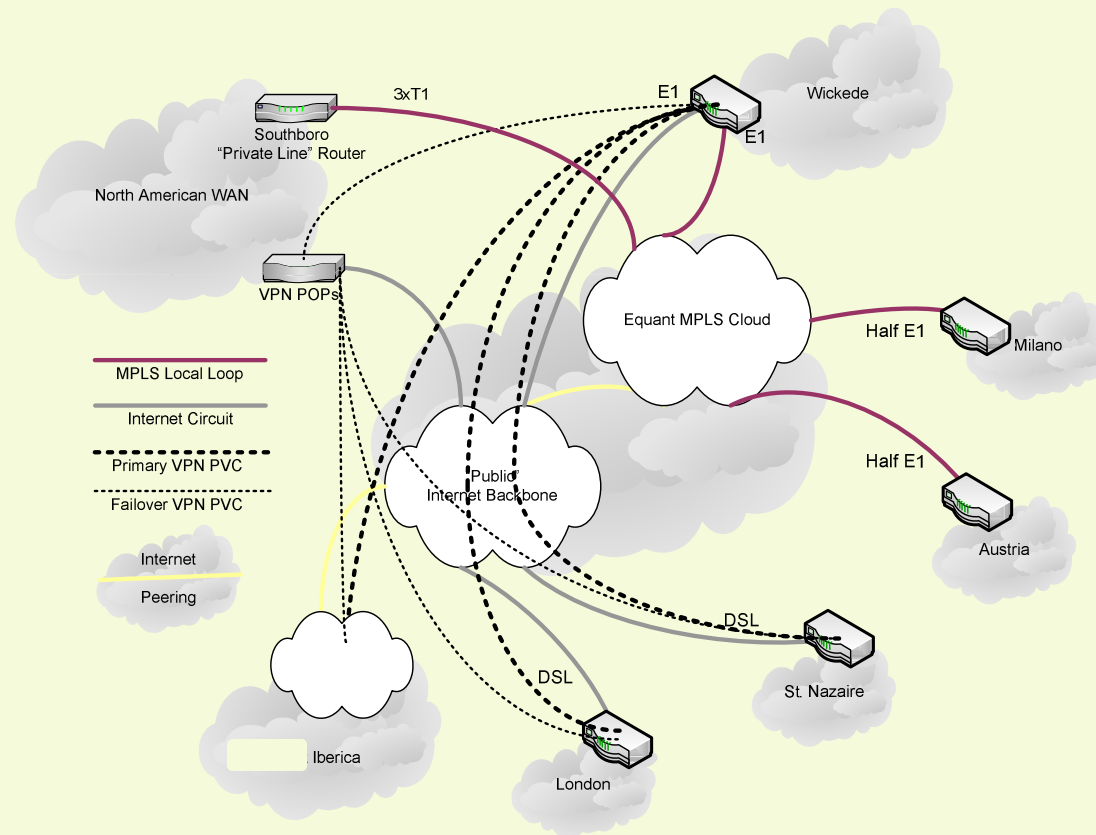 3xT1
E1
Wickede
E1
Southboro
“Private Line” Router
North American WAN
VPN POPs
Equant MPLS Cloud
Half E1
Milano
MPLS Local Loop
Internet Circuit
Primary VPN PVC
Failover VPN PVC
Public”
Internet Backbone
Half E1
Austria
Internet
Peering
DSL
DSL
St. Nazaire
Iberica
London